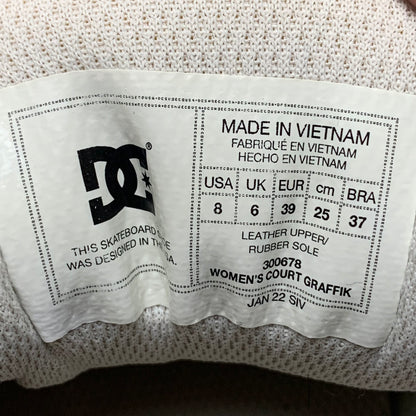 DC®
THIS SKATEBOARD SHOE
WAS DESIGNED IN THE USA.
MADE IN VIETNAM
FABRIQUÉ EN VIETNAM
HECHO EN VIETNAM
USA UK EUR cm BRA
8 6 39 25 37
LEATHER UPPER/
RUBBER SOLE
300678
WOMEN'S COURT GRAFFIK
JAN 22 SIV